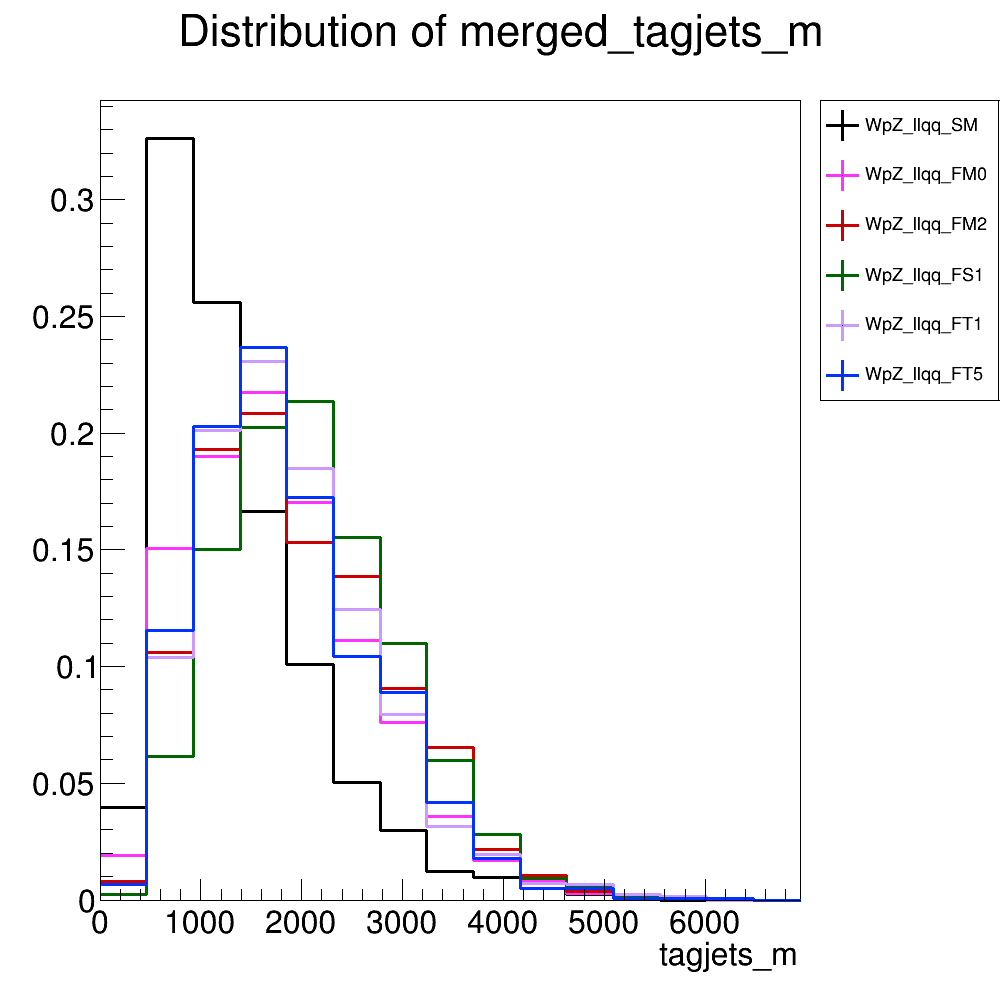 Distribution of merged_tagjets_m
WpZ_llqq_SM
WpZ_llqq_FM0
WpZ_llqq_FM2
WpZ_llqq_FS1
WpZ_llqq_FT1
WpZ_llqq_FT5
0.3
0.25
0.2
0.15
0.1
0.05
0
0 1000 2000 3000 4000 5000 6000
tagjets_m